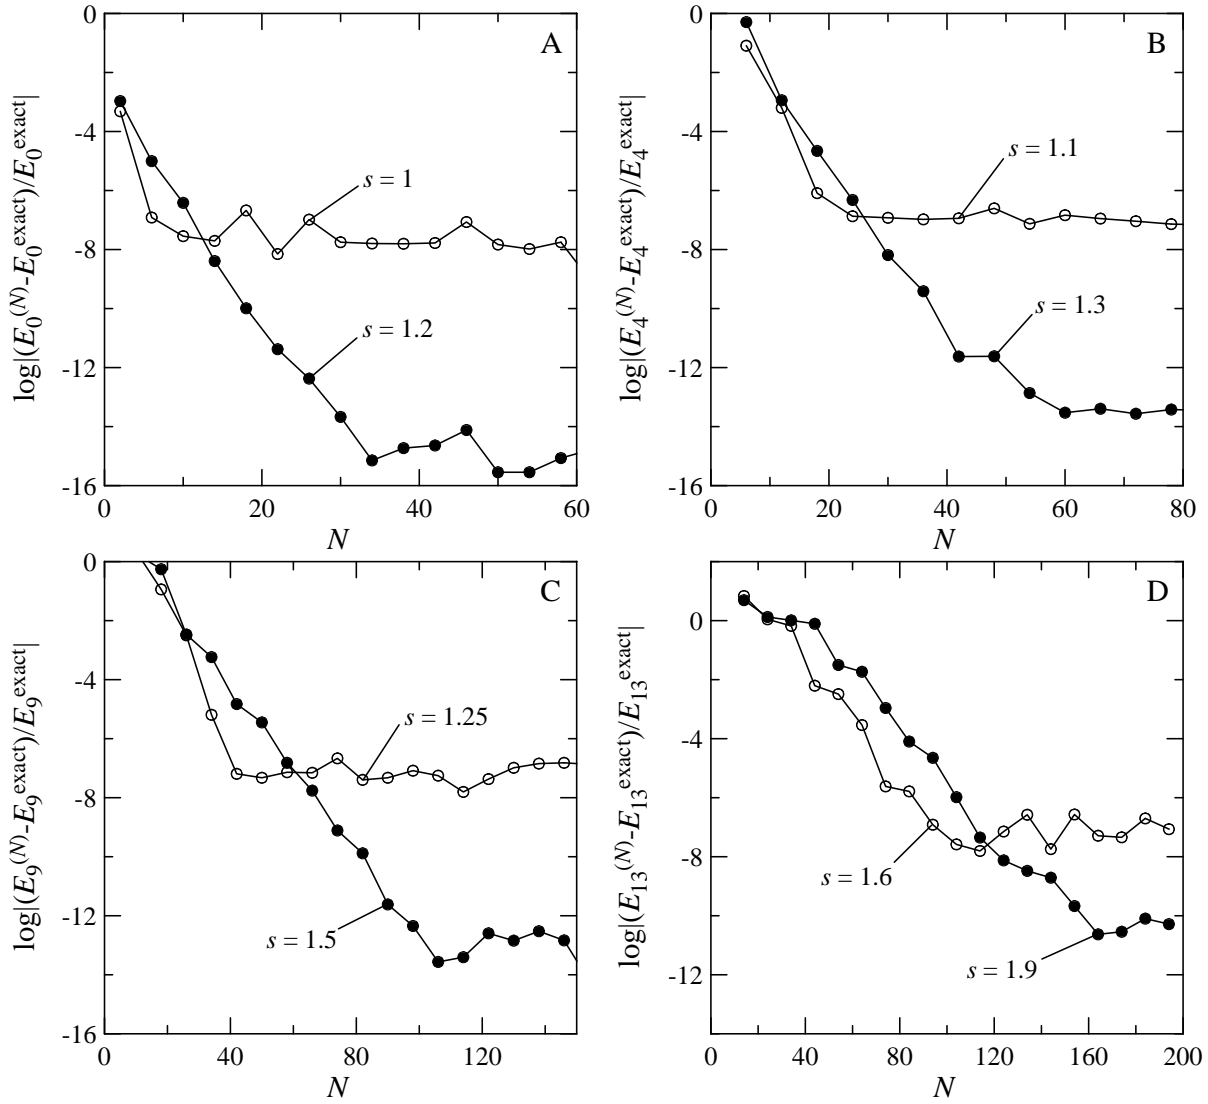 A
log|(E₀⁽ᴺ⁾-E₀ᵉˣᵃᶜᵗ)/E₀ᵉˣᵃᶜᵗ|
0
-4
-8
-12
-16
s = 1
s = 1.2
0 20 40 60
N
B
log|(E₄⁽ᴺ⁾-E₄ᵉˣᵃᶜᵗ)/E₄ᵉˣᵃᶜᵗ|
0
-4
-8
-12
-16
s = 1.1
s = 1.3
0 20 40 60 80
N
C
log|(E₉⁽ᴺ⁾-E₉ᵉˣᵃᶜᵗ)/E₉ᵉˣᵃᶜᵗ|
0
-4
-8
-12
-16
s = 1.25
s = 1.5
0 40 80 120
N
D
log|(E₁₃⁽ᴺ⁾-E₁₃ᵉˣᵃᶜᵗ)/E₁₃ᵉˣᵃᶜᵗ|
0
-4
-8
-12
s = 1.6
s = 1.9
0 40 80 120 160 200
N